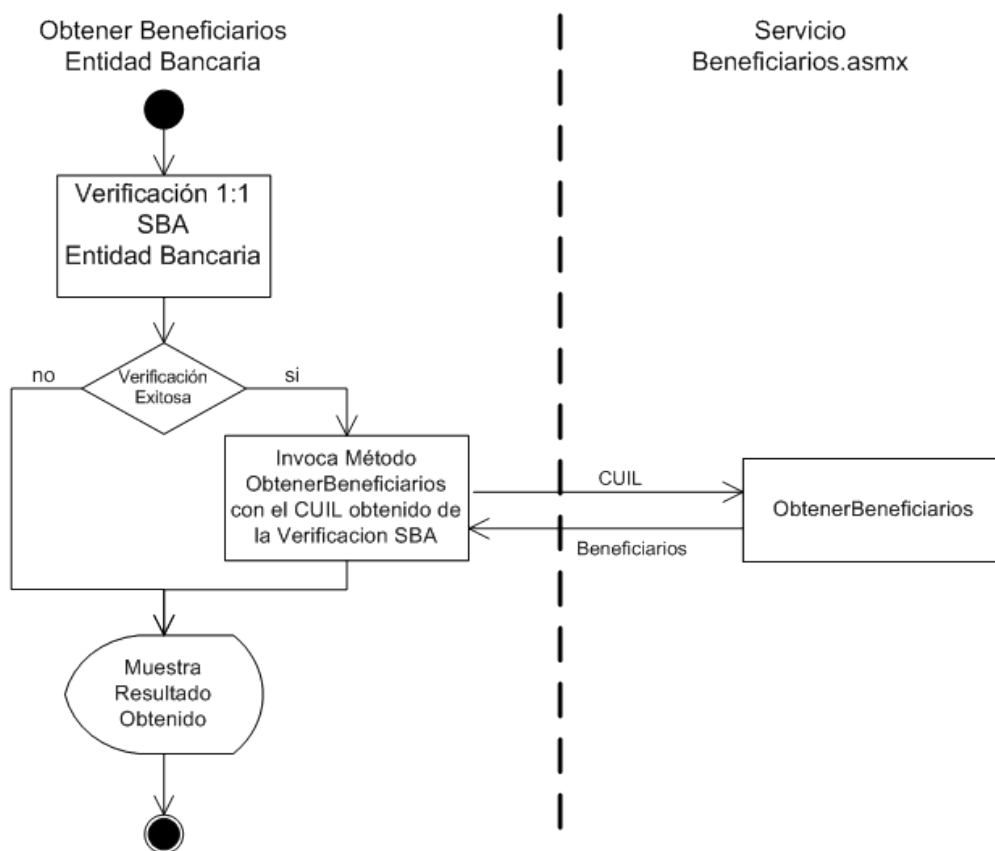 Obtener Beneficiarios
Entidad Bancaria
Servicio
Beneficiarios.asmx
Verificación 1:1
SBA
Entidad Bancaria
no
Verificación
Exitosa
si
Invoca Método
ObtenerBeneficiarios
con el CUIL obtenido de
la Verificacion SBA
CUIL
Beneficiarios
ObtenerBeneficiarios
Muestra
Resultado
Obtenido